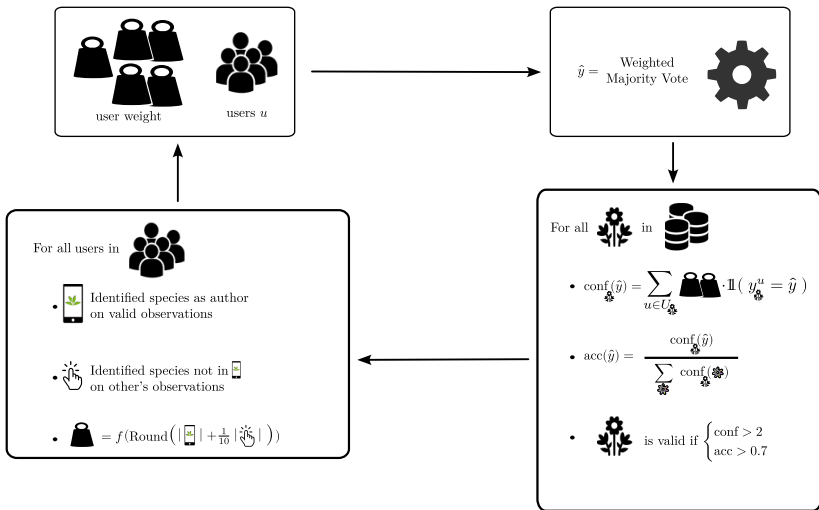 user weight
users u
ŷ = Weighted
Majority Vote
For all in
• conf(ŷ) = ∑ · 𝟙( yᵘ = ŷ )
u∈U
• acc(ŷ) = conf(ŷ)
∑ conf( )
• is valid if { conf > 2
acc > 0.7
For all users in
• Identified species as author
on valid observations
• Identified species not in
on other's observations
• = f(Round(| | + 1/10 | |))